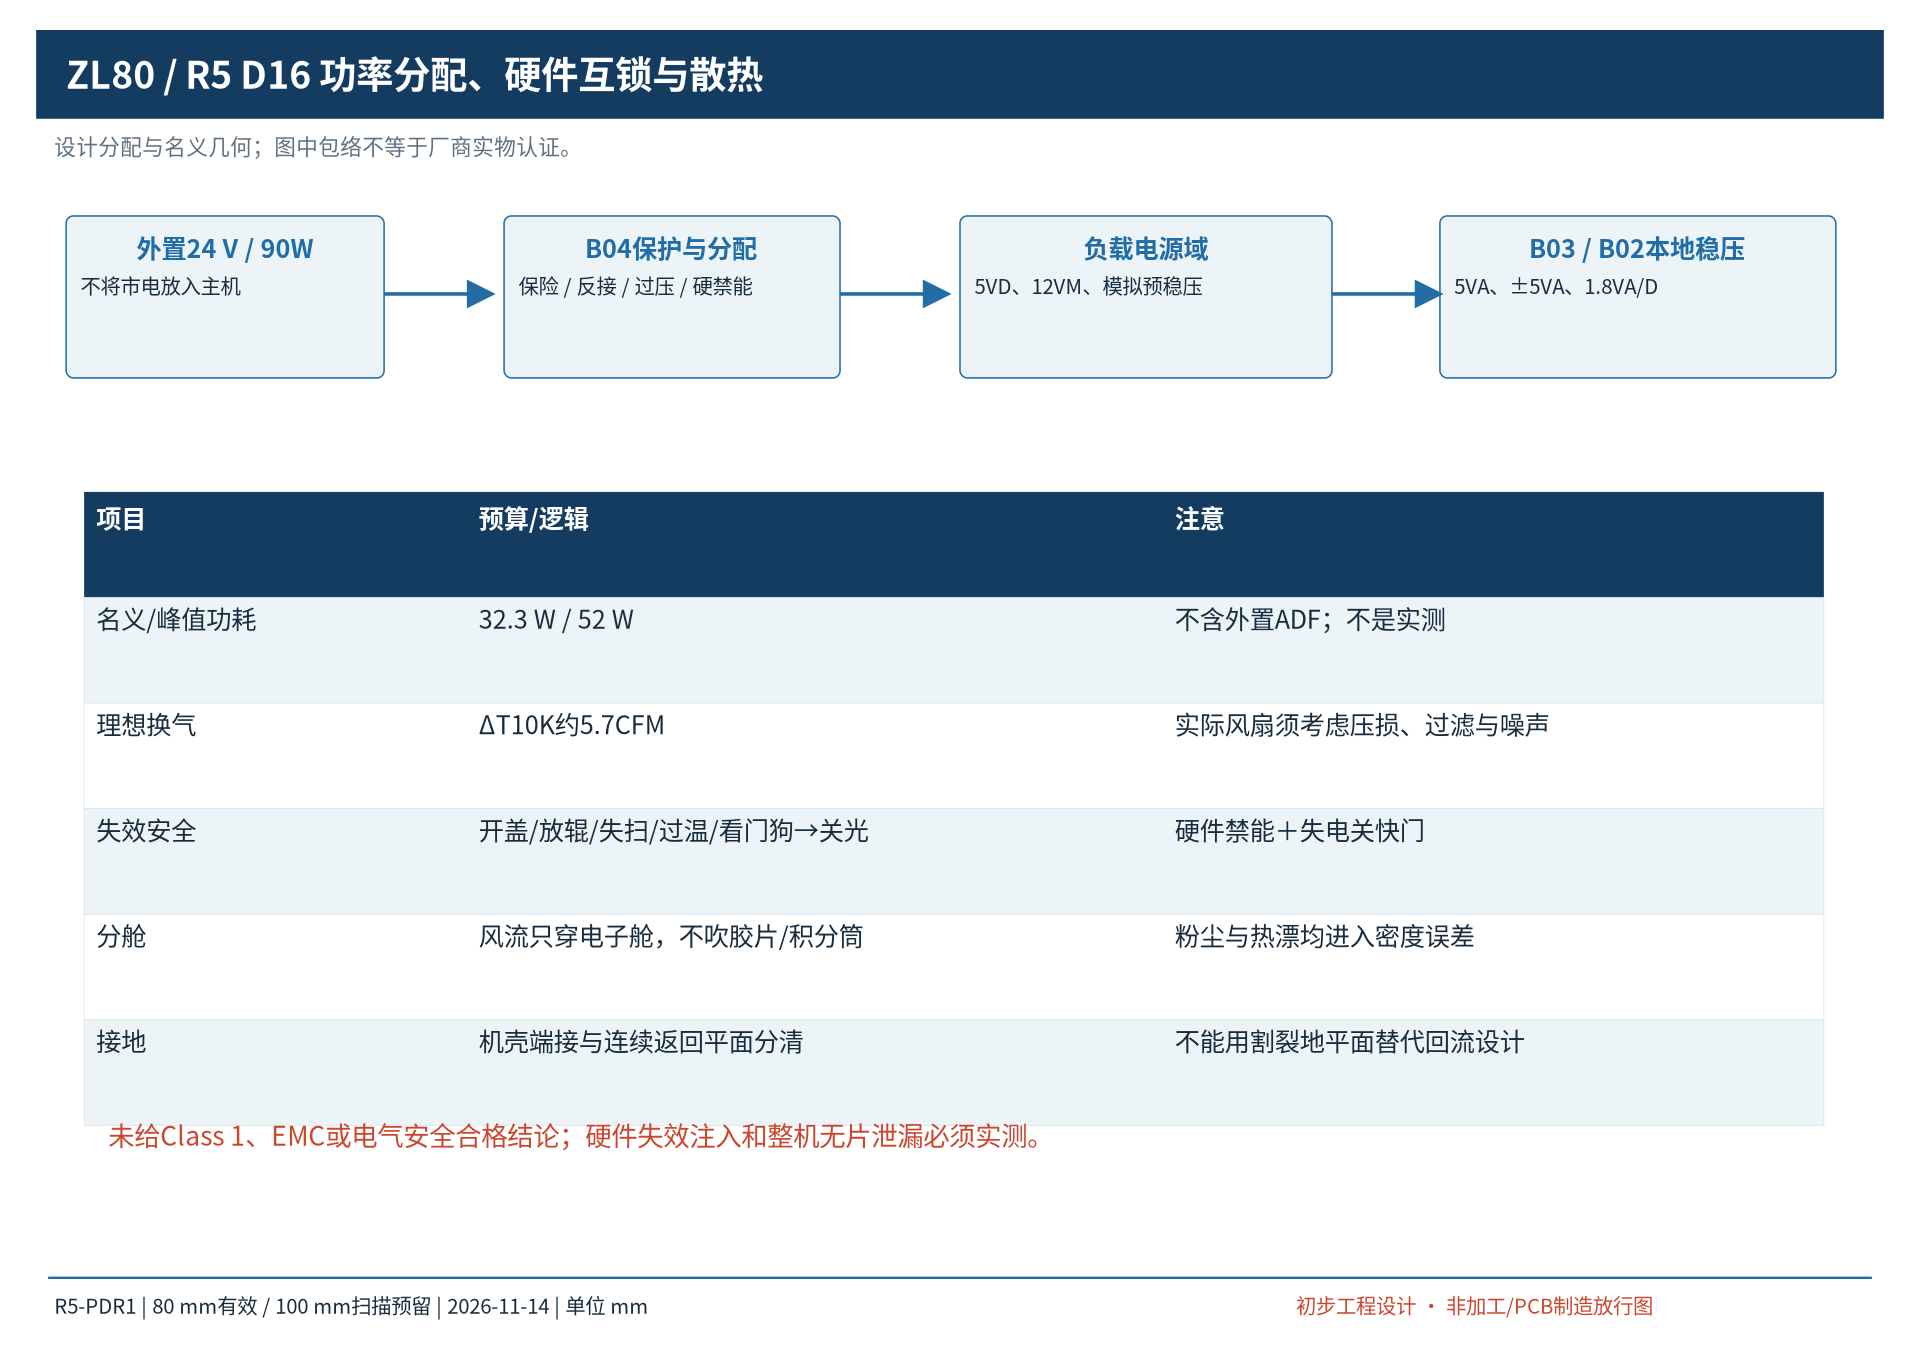 ZL80 / R5 D16 功率分配、硬件互锁与散热
设计分配与名义几何；图中包络不等于厂商实物认证。
外置24 V / 90W
不将市电放入主机
B04保护与分配
保险 / 反接 / 过压 / 硬禁能
负载电源域
5VD、12VM、模拟预稳压
B03 / B02本地稳压
5VA、±5VA、1.8VA/D
项目 预算/逻辑 注意
名义/峰值功耗 32.3 W / 52 W 不含外置ADF；不是实测
理想换气 ΔT10K约5.7CFM 实际风扇须考虑压损、过滤与噪声
失效安全 开盖/放辊/失扫/过温/看门狗→关光 硬件禁能＋失电关快门
分舱 风流只穿电子舱，不吹胶片/积分筒 粉尘与热漂均进入密度误差
接地 机壳端接与连续返回平面分清 不能用割裂地平面替代回流设计
未给Class 1、EMC或电气安全合格结论；硬件失效注入和整机无片泄漏必须实测。
R5-PDR1 | 80 mm有效 / 100 mm扫描预留 | 2026-11-14 | 单位 mm
初步工程设计 · 非加工/PCB制造放行图